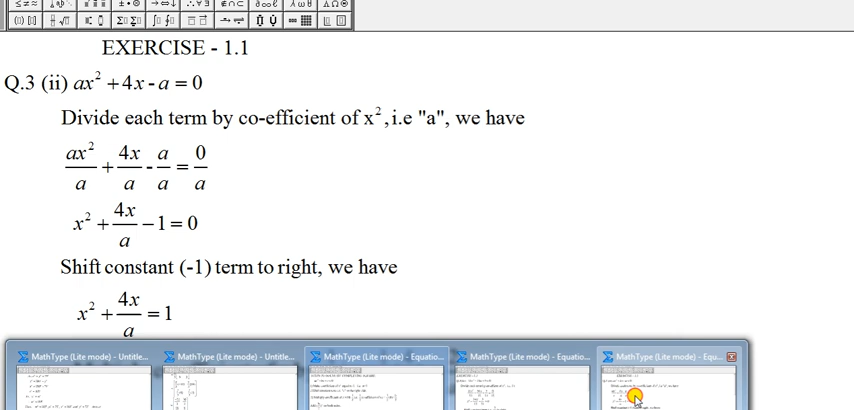 EXERCISE - 1.1
Q.3 (ii) ax² + 4x - a = 0
Divide each term by co-efficient of x², i.e "a", we have
ax²/a + 4x/a - a/a = 0/a
x² + 4x/a − 1 = 0
Shift constant (-1) term to right, we have
x² + 4x/a = 1
MathType (Lite mode) - Untitle...
MathType (Lite mode) - Untitle...
MathType (Lite mode) - Equatio...
MathType (Lite mode) - Equatio...
MathType (Lite mode) - Equ...